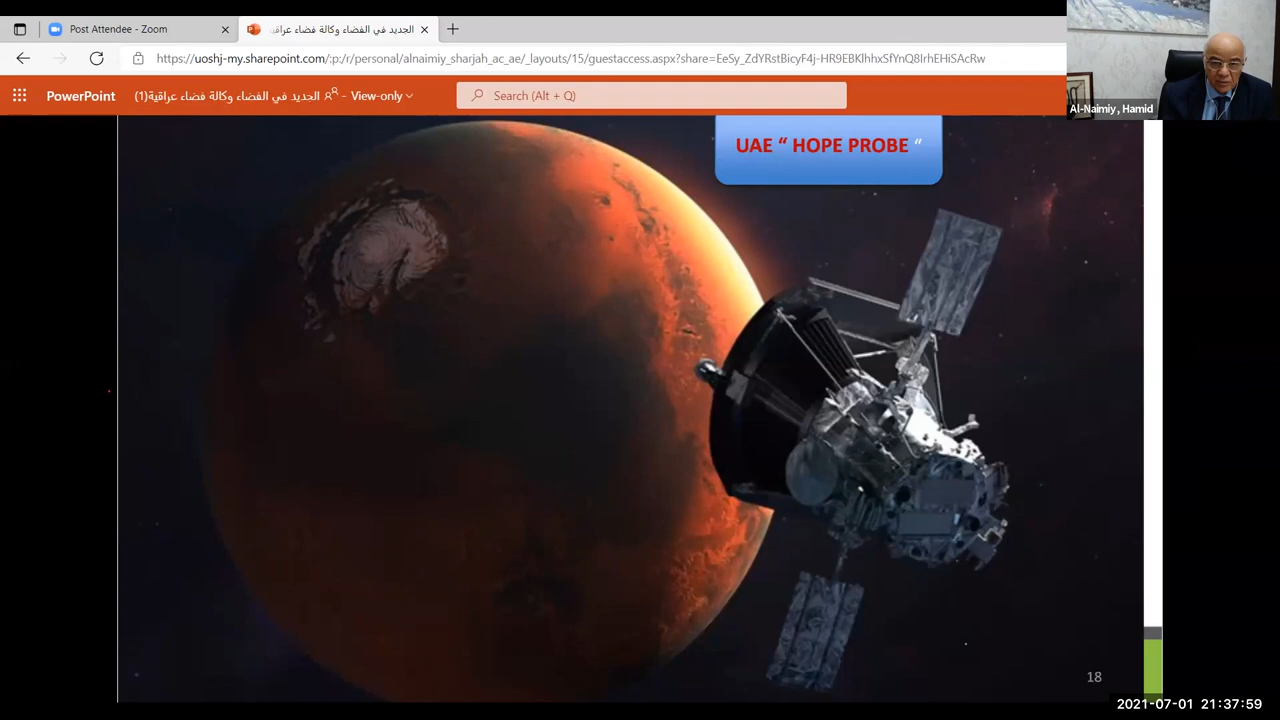 Post Attendee - Zoom
الجديد في الفضاء وكالة فضاء عراقية
https://uoshj-my.sharepoint.com/:p:/r/personal/alnaimiy_sharjah_ac_ae/_layouts/15/guestaccess.aspx?share=EeSy_ZdYRstBicyF4j-HR9EBKlhhxSfYnQ8IrhEHiSAcRw
PowerPoint
الجديد في الفضاء وكالة فضاء عراقية(1) - View-only
Search (Alt + Q)
Al-Naimiy, Hamid
UAE “ HOPE PROBE ”
18
2021-07-01 21:37:59